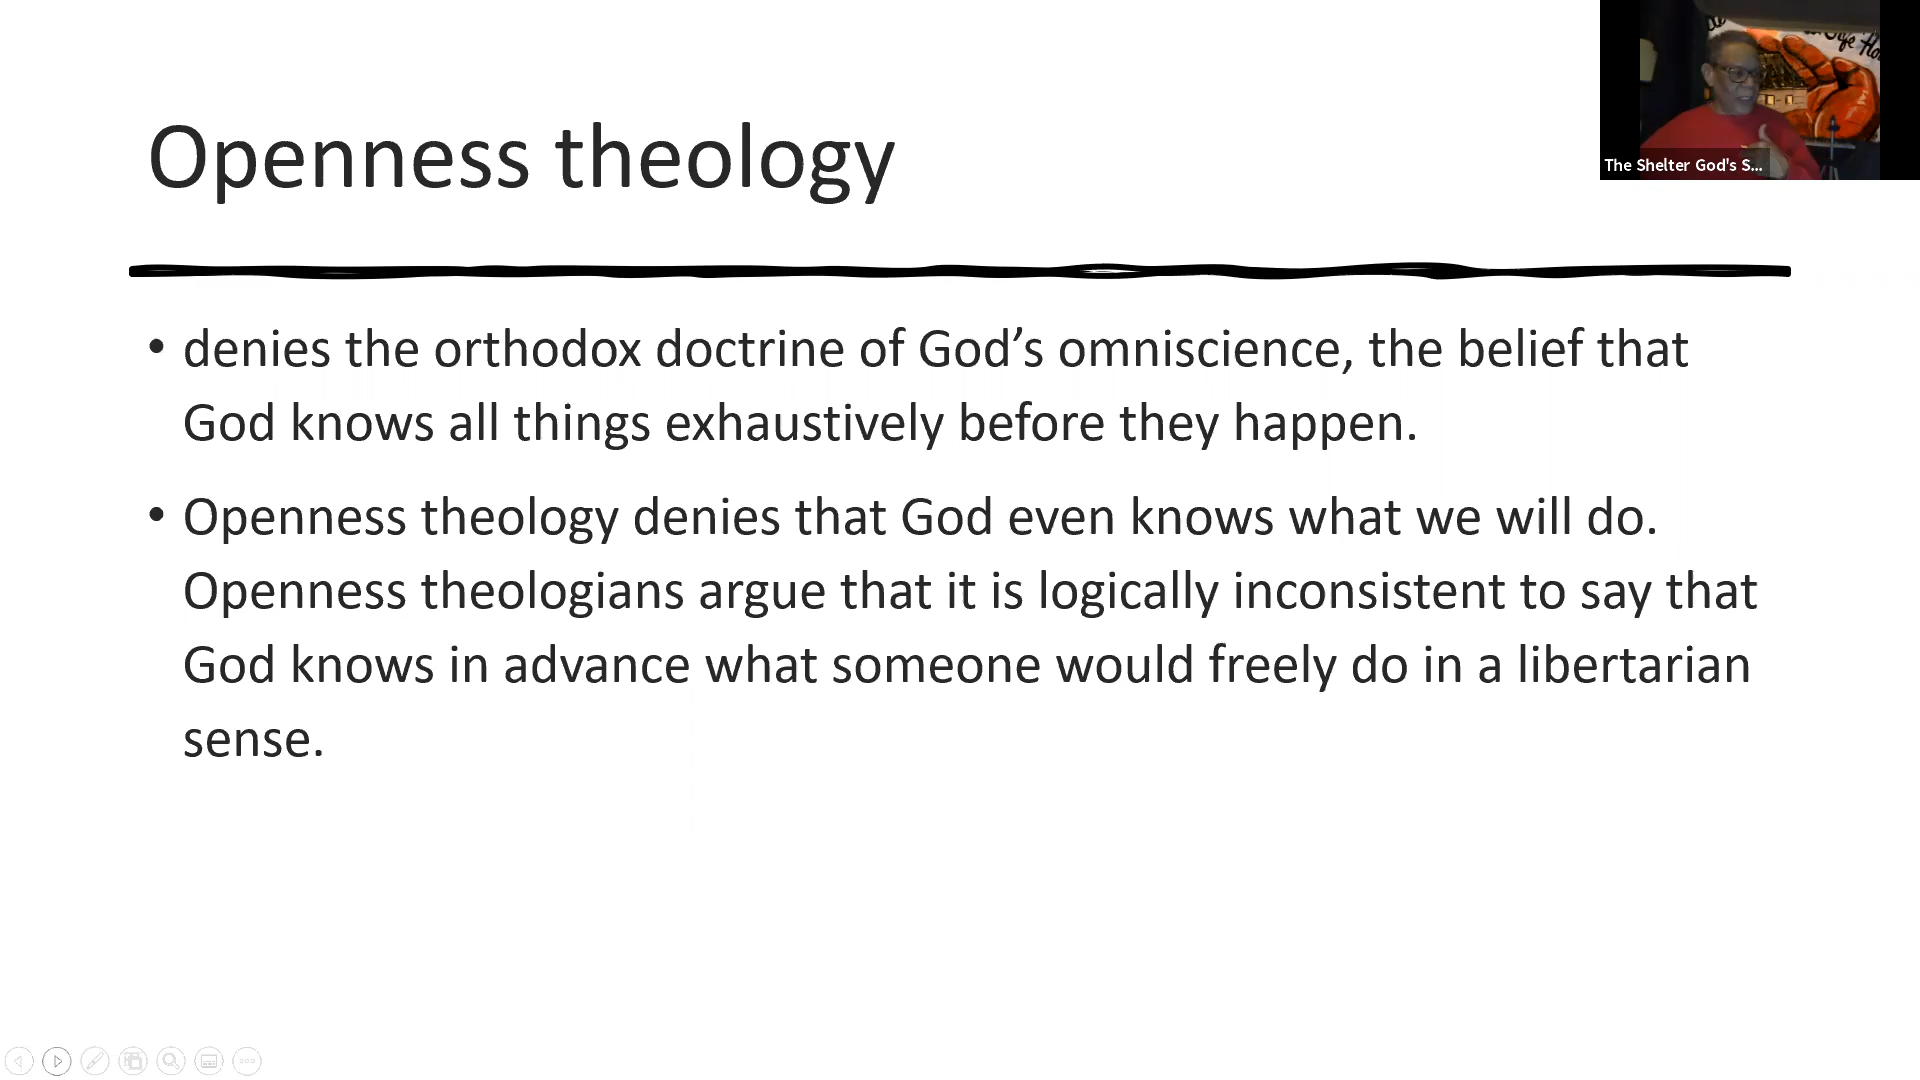 Openness theology
• denies the orthodox doctrine of God’s omniscience, the belief that
God knows all things exhaustively before they happen.
• Openness theology denies that God even knows what we will do.
Openness theologians argue that it is logically inconsistent to say that
God knows in advance what someone would freely do in a libertarian
sense.
The Shelter God's S...